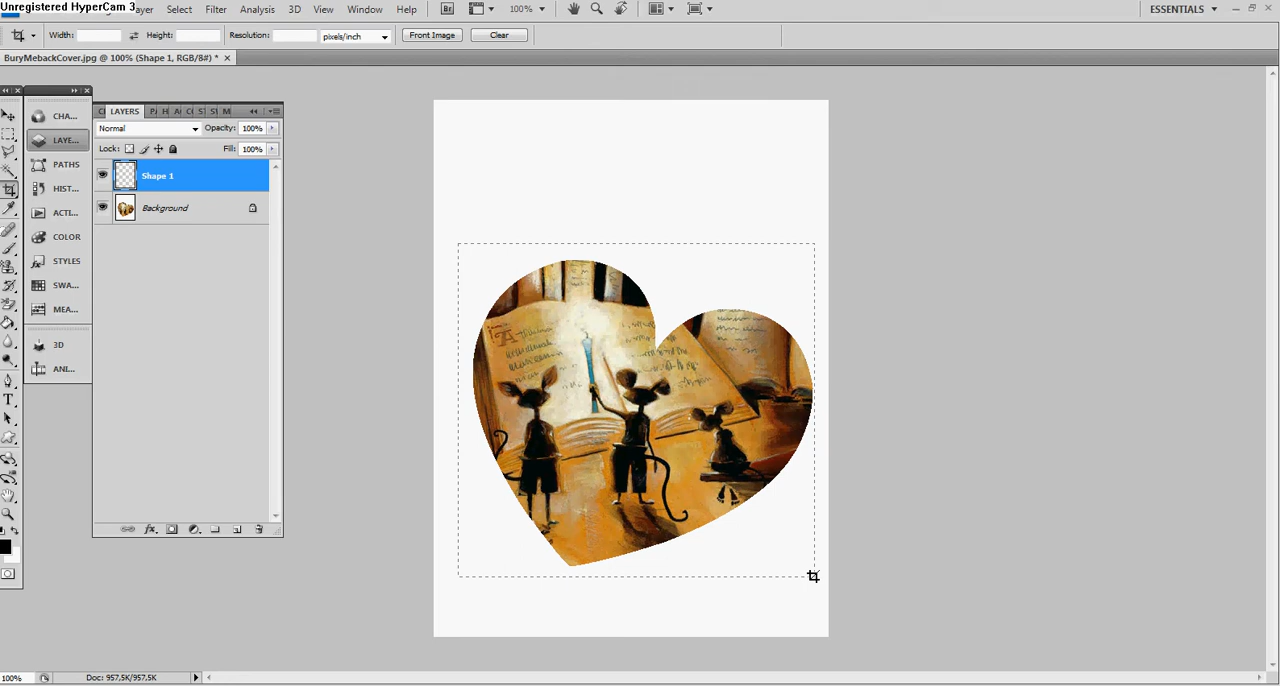 Unregistered HyperCam 3
ayer Select Filter Analysis 3D View Window Help Br 100% ESSENTIALS
Width: Height: Resolution: pixels/inch Front Image Clear
BuryMebackCover.jpg @ 100% (Shape 1, RGB/8#) *
LAYERS
Normal Opacity: 100%
Lock: Fill: 100%
Shape 1
Background
CHA...
LAYE...
PATHS
HIST...
ACTI...
COLOR
STYLES
SWA...
MEA...
3D
ANI...
100% Doc: 957,5K/957,5K